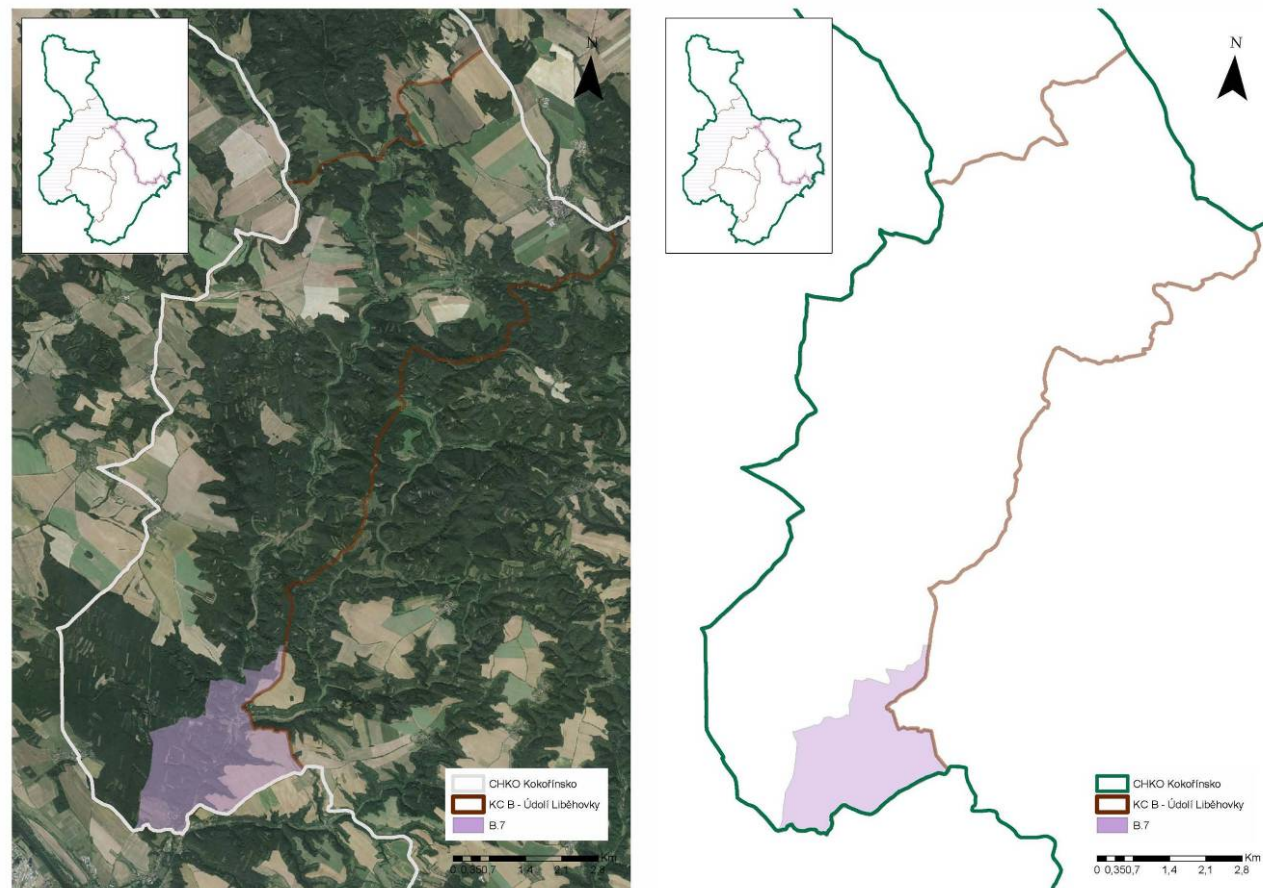 N
CHKO Kokořínsko
KC B - Údolí Liběhovky
B.7
Km
0 0,350,7 1,4 2,1 2,8
N
CHKO Kokořínsko
KC B - Údolí Liběhovky
B.7
Km
0 0,350,7 1,4 2,1 2,8